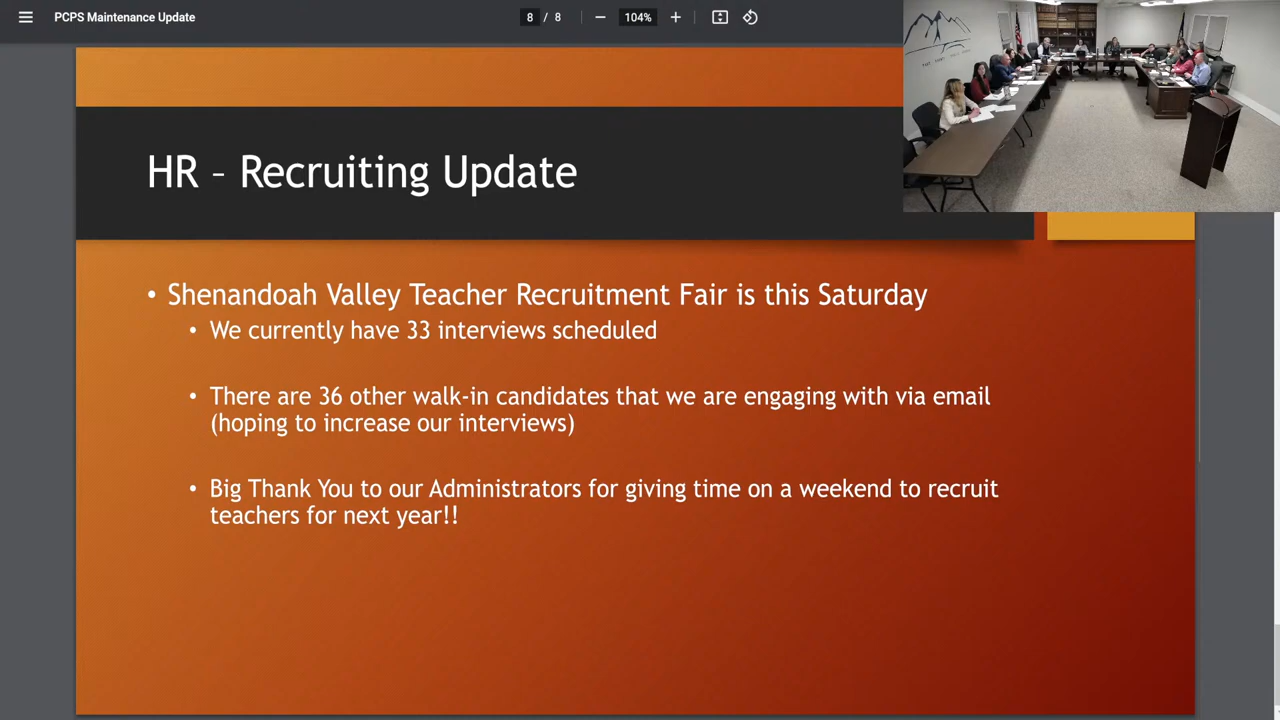 PCPS Maintenance Update
8 / 8
104%
HR – Recruiting Update
• Shenandoah Valley Teacher Recruitment Fair is this Saturday
• We currently have 33 interviews scheduled
• There are 36 other walk-in candidates that we are engaging with via email
(hoping to increase our interviews)
• Big Thank You to our Administrators for giving time on a weekend to recruit
teachers for next year!!